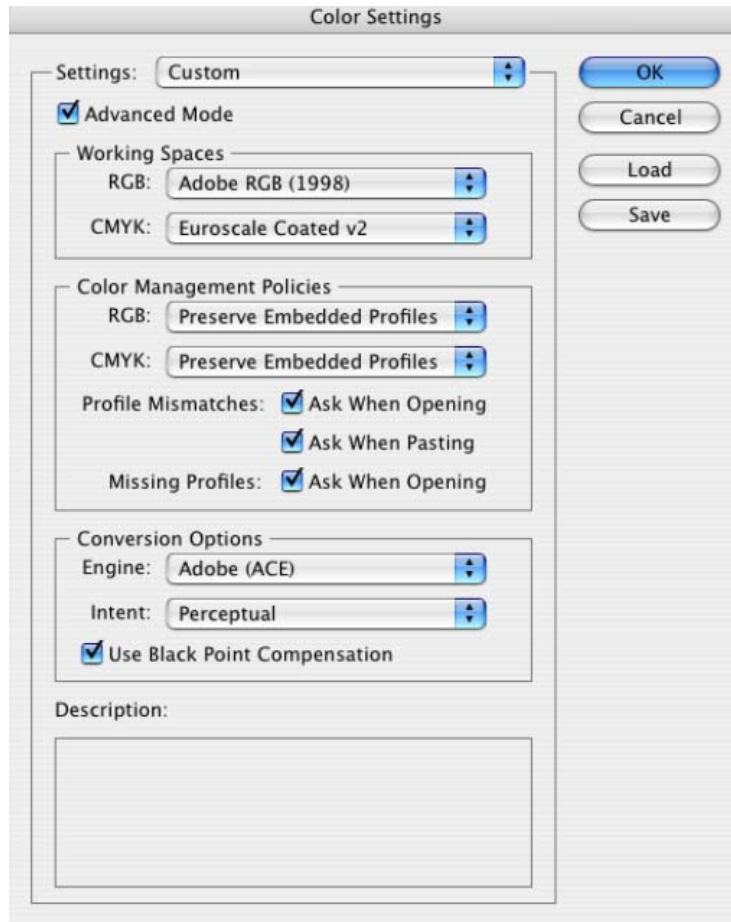 Color Settings
Settings: Custom
OK
Advanced Mode
Cancel
Working Spaces
RGB: Adobe RGB (1998)
Load
CMYK: Euroscale Coated v2
Save
Color Management Policies
RGB: Preserve Embedded Profiles
CMYK: Preserve Embedded Profiles
Profile Mismatches: Ask When Opening
Ask When Pasting
Missing Profiles: Ask When Opening
Conversion Options
Engine: Adobe (ACE)
Intent: Perceptual
Use Black Point Compensation
Description: